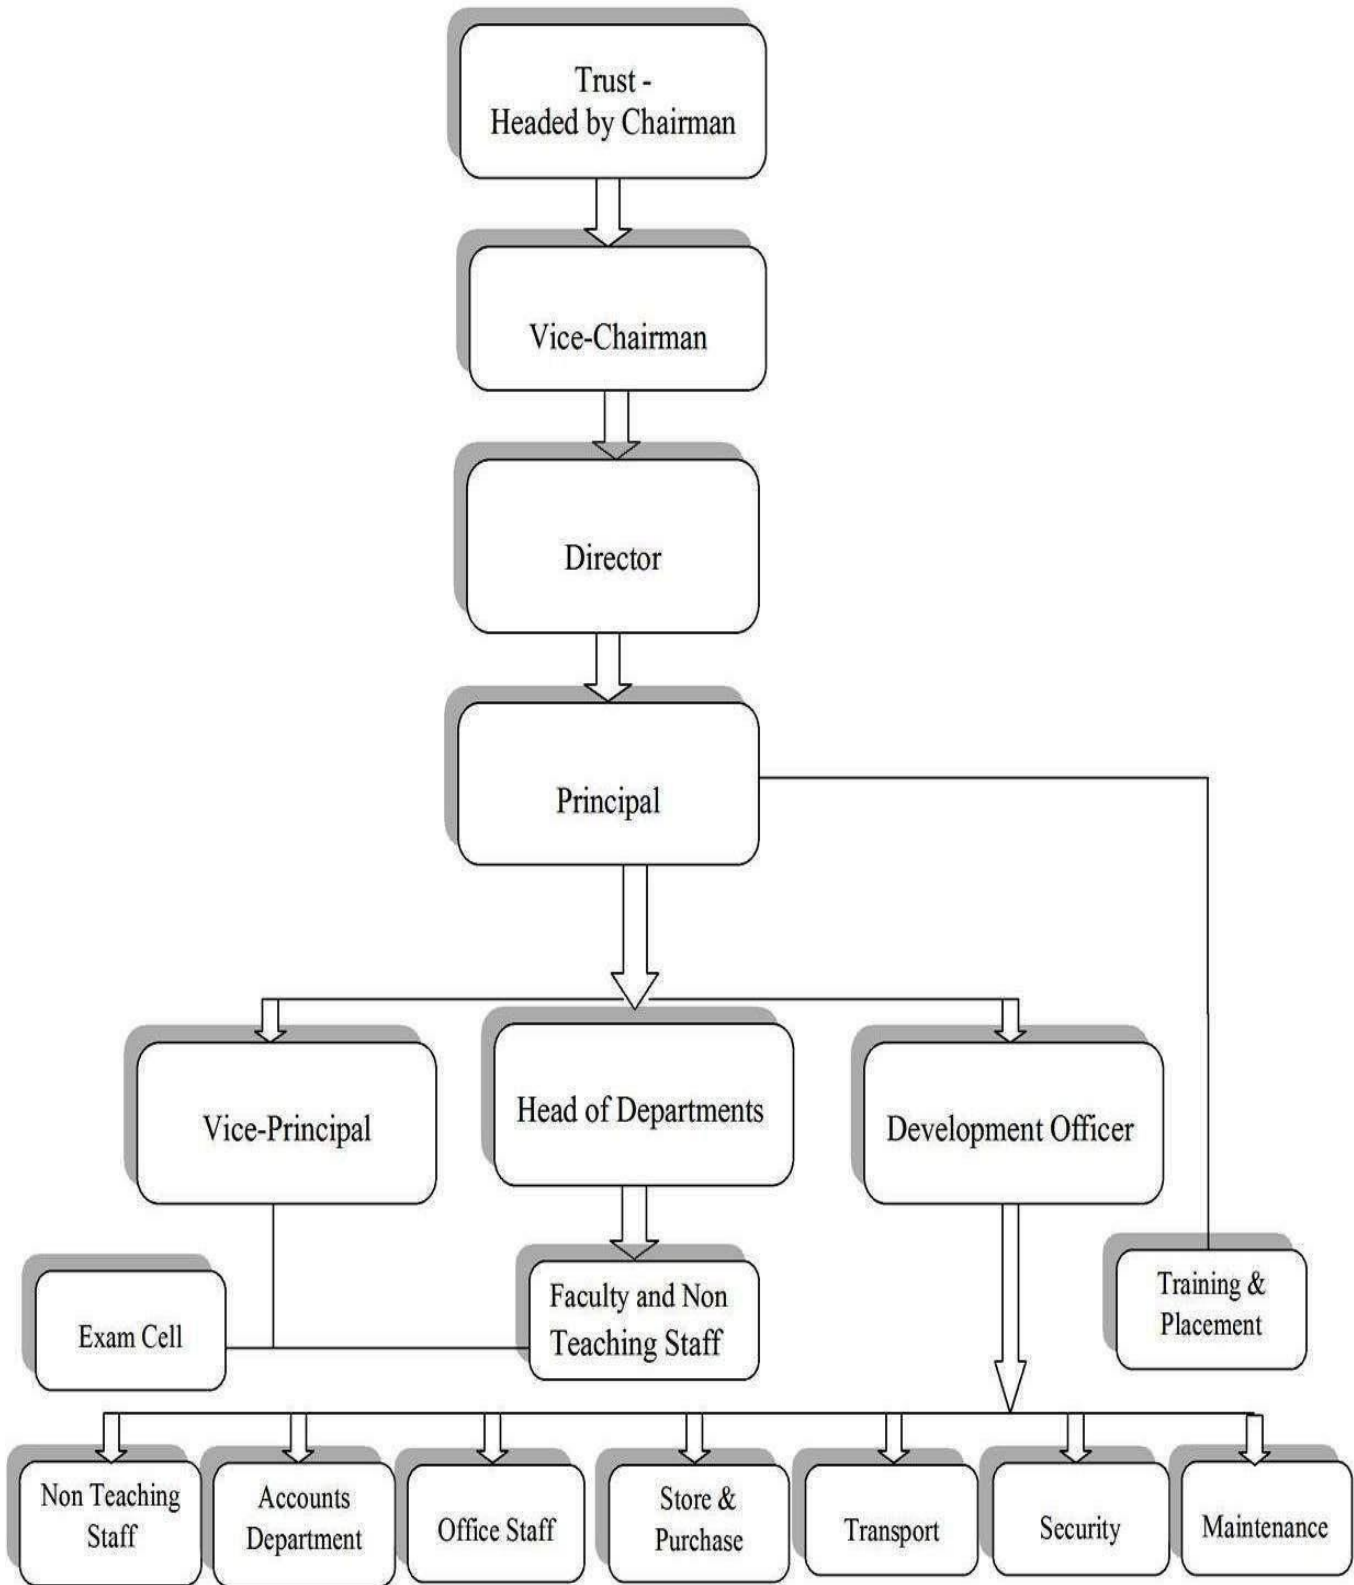 Trust -
Headed by Chairman
Vice-Chairman
Director
Principal
Vice-Principal
Head of Departments
Development Officer
Exam Cell
Faculty and Non
Teaching Staff
Training &
Placement
Non Teaching
Staff
Accounts
Department
Office Staff
Store &
Purchase
Transport
Security
Maintenance